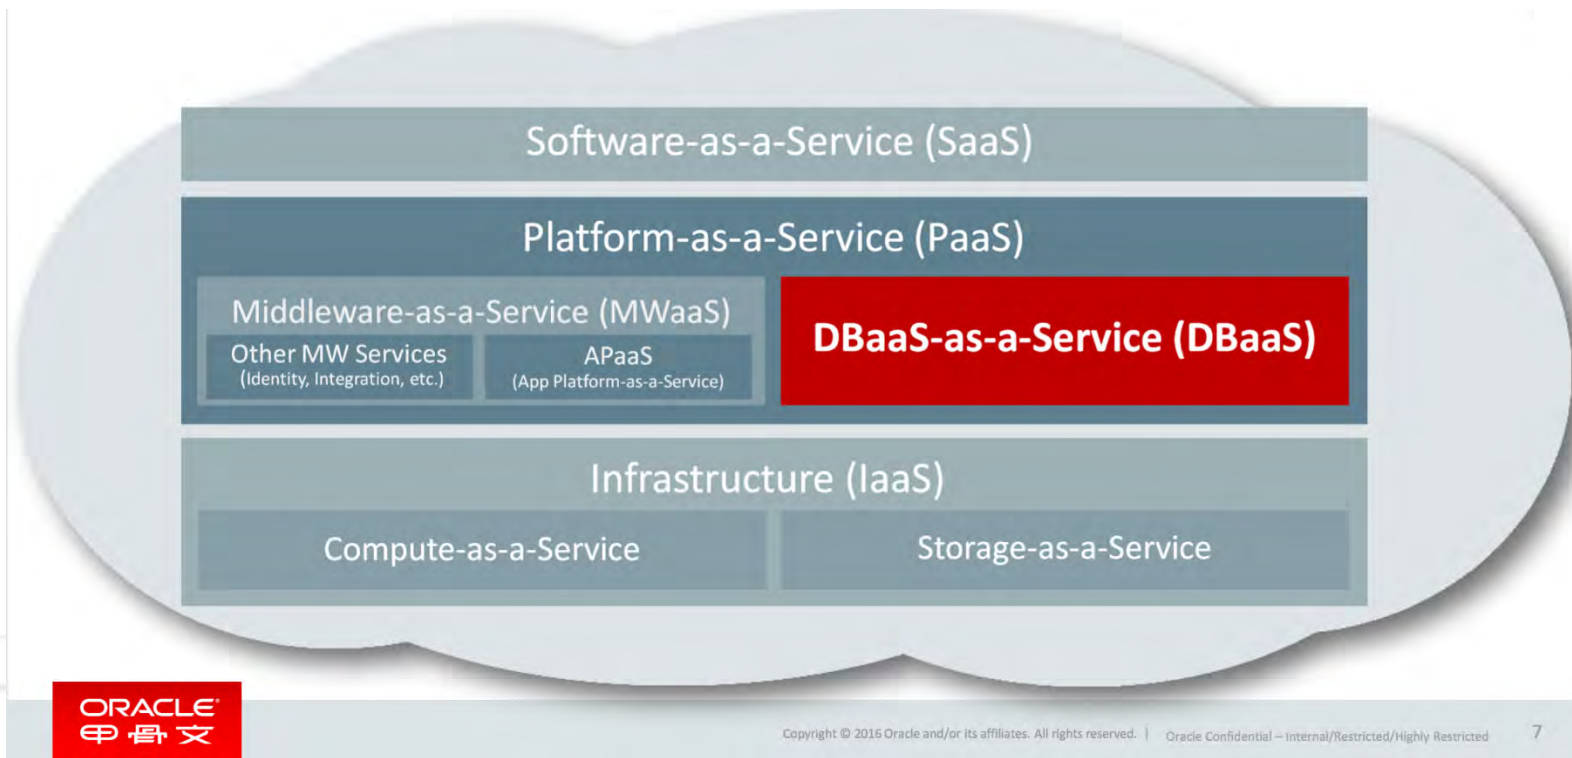 Software-as-a-Service (SaaS)
Platform-as-a-Service (PaaS)
Middleware-as-a-Service (MWaaS)
Other MW Services
(Identity, Integration, etc.)
APaaS
(App Platform-as-a-Service)
DBaaS-as-a-Service (DBaaS)
Infrastructure (IaaS)
Compute-as-a-Service
Storage-as-a-Service
ORACLE®
甲骨文
Copyright © 2016 Oracle and/or its affiliates. All rights reserved. |
Oracle Confidential – Internal/Restricted/Highly Restricted
7